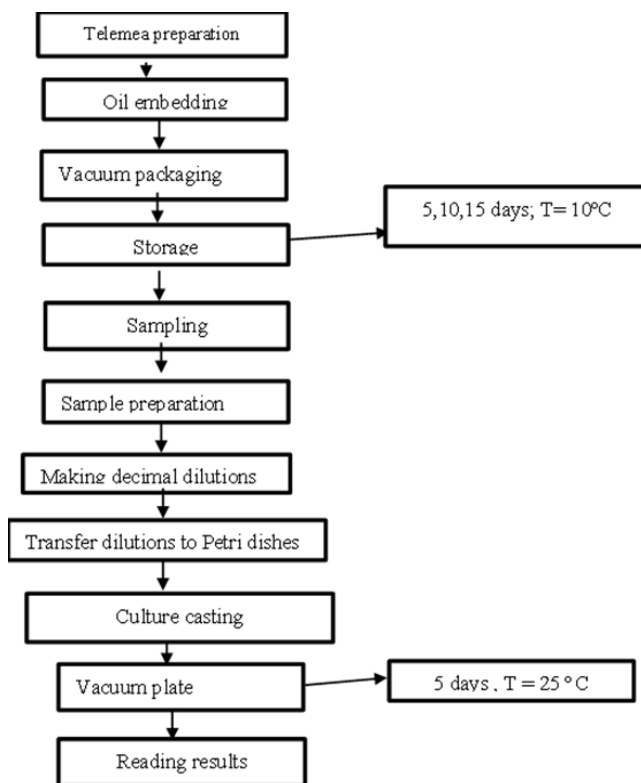 Telemea preparation
Oil embedding
Vacuum packaging
5,10,15 days; T= 10°C
Storage
Sampling
Sample preparation
Making decimal dilutions
Transfer dilutions to Petri dishes
Culture casting
Vacuum plate
5 days , T = 25 °C
Reading results